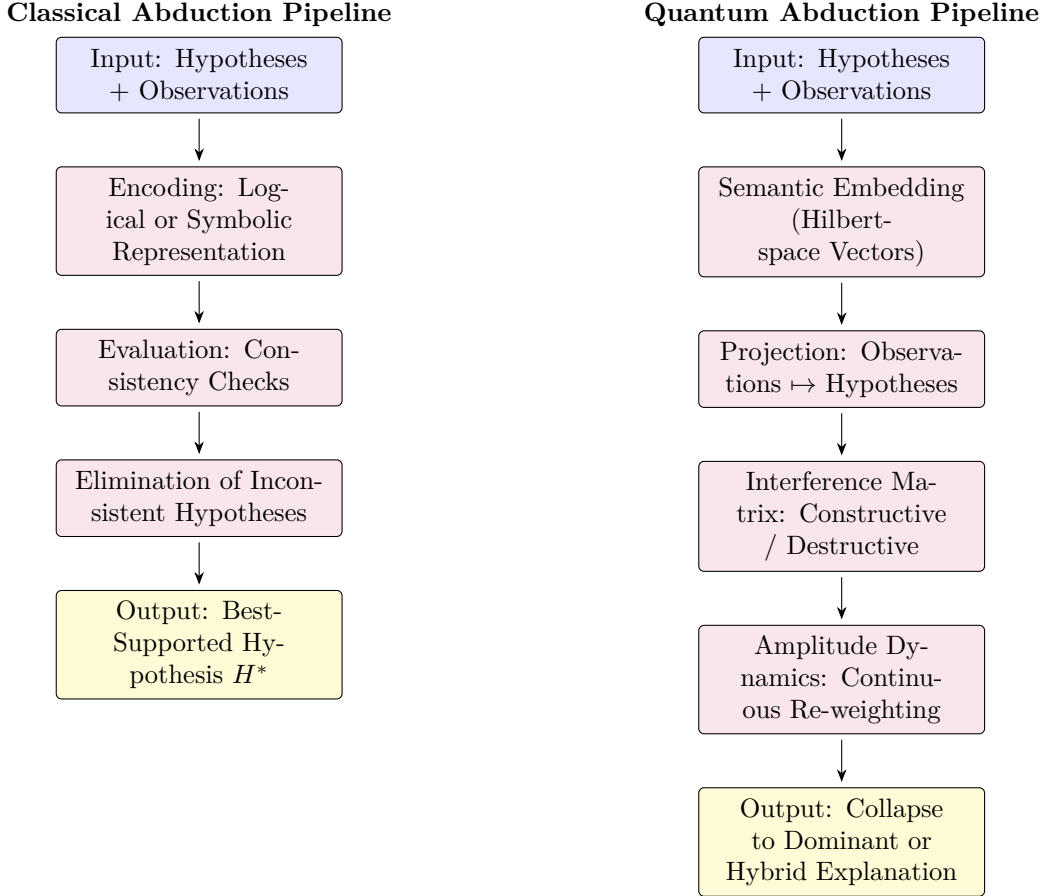 Classical Abduction Pipeline
Input: Hypotheses
+ Observations
Encoding: Log-
ical or Symbolic
Representation
Evaluation: Con-
sistency Checks
Elimination of Incon-
sistent Hypotheses
Output: Best-
Supported Hy-
pothesis H*
Quantum Abduction Pipeline
Input: Hypotheses
+ Observations
Semantic Embedding
(Hilbert-
space Vectors)
Projection: Observa-
tions ↦ Hypotheses
Interference Ma-
trix: Constructive
/ Destructive
Amplitude Dy-
namics: Continu-
ous Re-weighting
Output: Collapse
to Dominant or
Hybrid Explanation